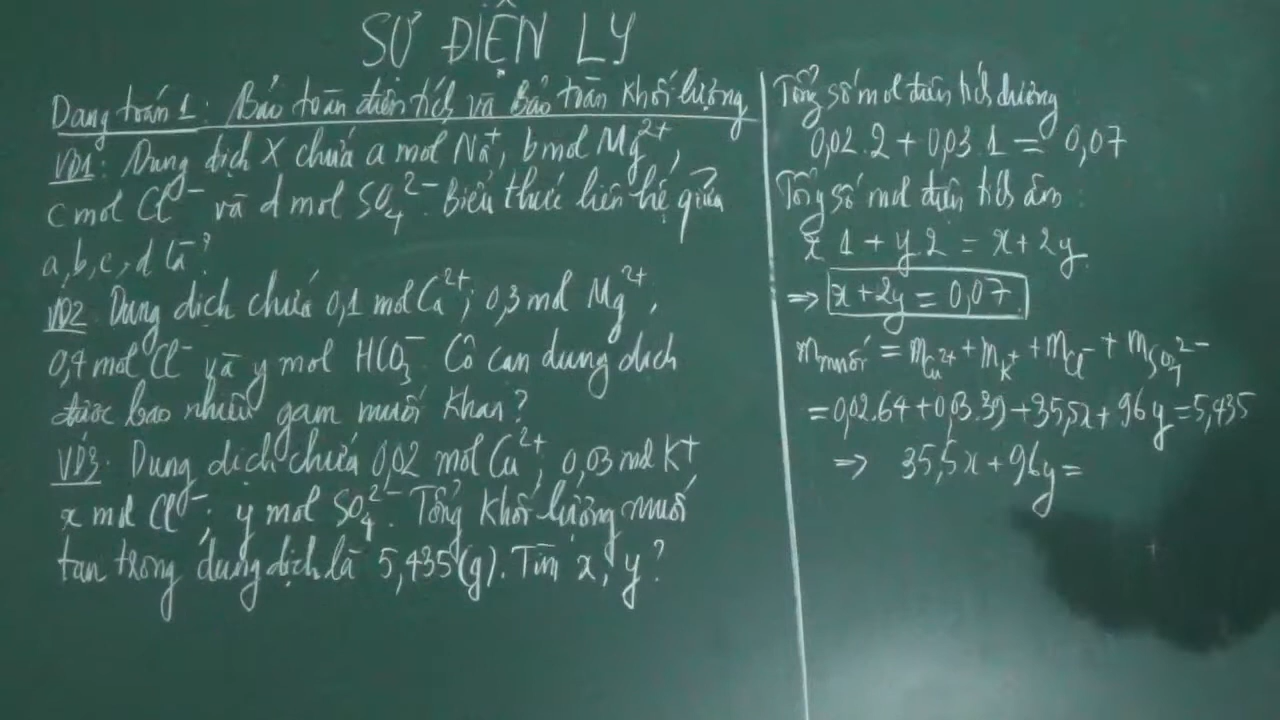 SỰ ĐIỆN LY
Dạng toán 1: Bảo toàn điện tích và Bảo toàn khối lượng
VD1: Dung dịch X chứa a mol Na⁺, b mol Mg²⁺,
c mol Cl⁻ và d mol SO₄²⁻. Biểu thức liên hệ giữa
a, b, c, d là?
VD2. Dung dịch chứa 0,1 mol Ca²⁺; 0,3 mol Mg²⁺,
0,4 mol Cl⁻ và y mol HCO₃⁻. Cô cạn dung dịch
được bao nhiêu gam muối khan?
VD3. Dung dịch chứa 0,02 mol Cu²⁺, 0,03 mol K⁺
x mol Cl⁻; y mol SO₄²⁻. Tổng khối lượng muối
tan trong dung dịch là 5,435(g). Tìm x, y?
Tổng số mol điện tích dương
0,02.2 + 0,03.1 = 0,07
Tổng số mol điện tích âm:
x.1 + y.2 = x + 2y
=> x + 2y = 0,07
m muối = m Cu²⁺ + m K⁺ + m Cl⁻ + m SO₄²⁻
= 0,02.64 + 0,03.39 + 35,5x + 96y = 5,435
=> 35,5x + 96y =